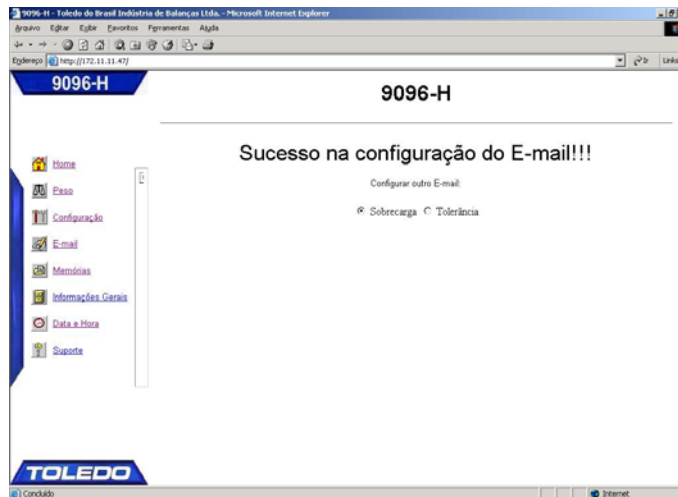 9096-H - Toledo do Brasil Indústria de Balanças Ltda. - Microsoft Internet Explorer
Arquivo Editar Exibir Favoritos Ferramentas Ajuda
Endereço http://172.11.11.47/ Ir Links
9096-H
9096-H
Sucesso na configuração do E-mail!!!
Configurar outro E-mail:
Sobrecarga Tolerância
Home
Peso
Configuração
E-mail
Memórias
Informações Gerais
Data e Hora
Suporte
TOLEDO
Concluído Internet